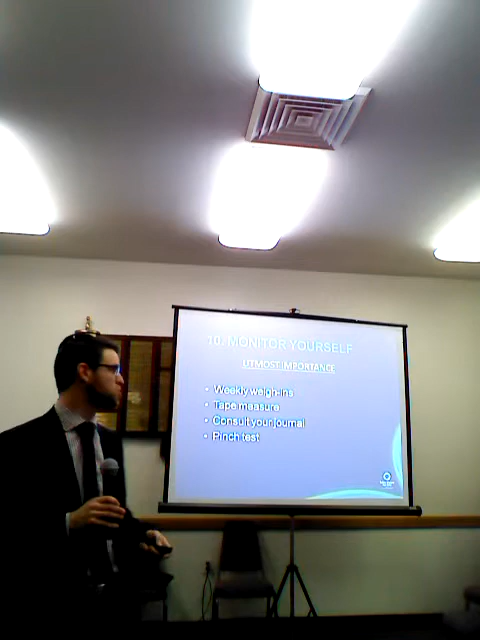 10. MONITOR YOURSELF
UTMOST IMPORTANCE
• Weekly weigh-ins
• Tape measure
• Consult your journal
• Pinch test